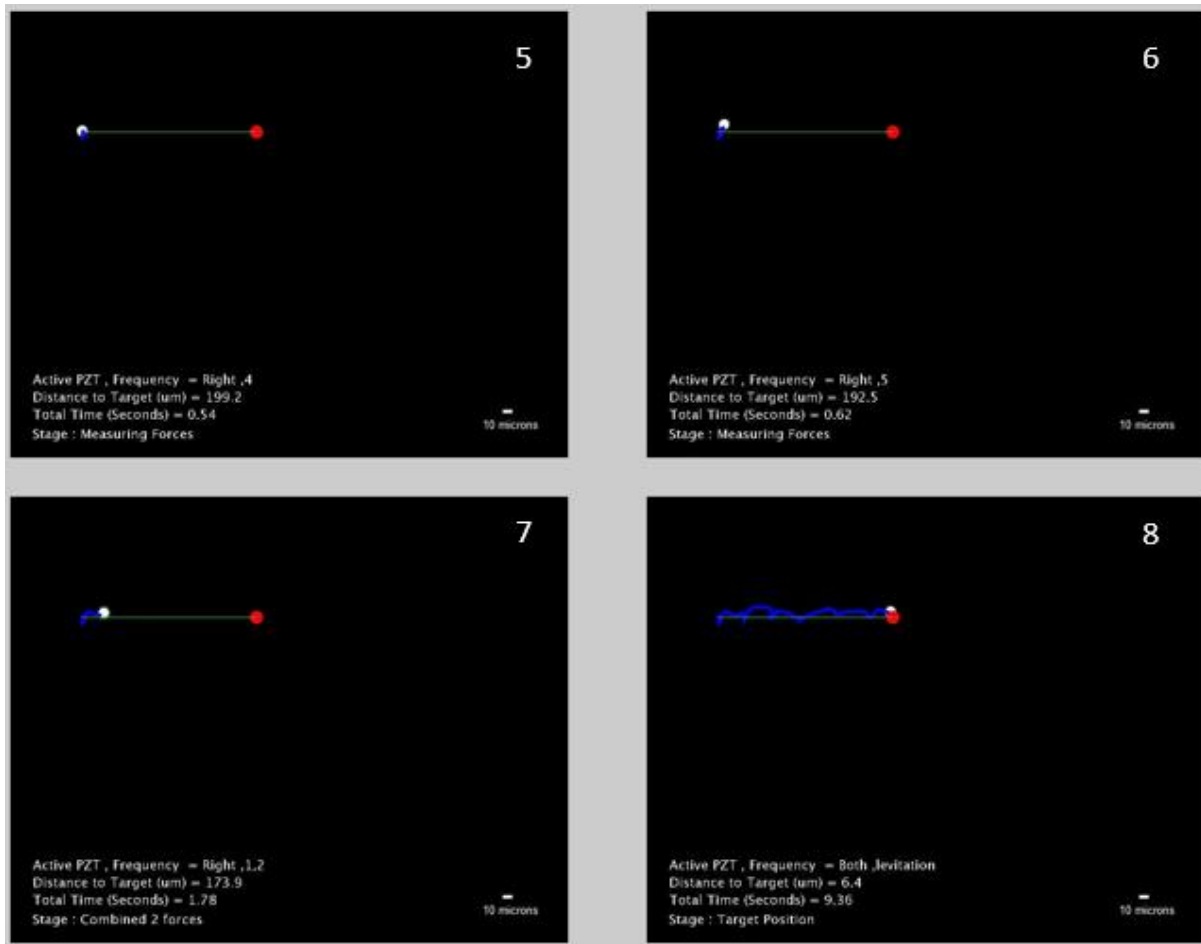 5
Active PZT , Frequency = Right ,4
Distance to Target (um) = 199.2
Total Time (Seconds) = 0.54
Stage : Measuring Forces
10 microns
6
Active PZT , Frequency = Right ,5
Distance to Target (um) = 192.5
Total Time (Seconds) = 0.62
Stage : Measuring Forces
10 microns
7
Active PZT , Frequency = Right ,1,2
Distance to Target (um) = 173.9
Total Time (Seconds) = 1.78
Stage : Combined 2 forces
10 microns
8
Active PZT , Frequency = Both ,levitation
Distance to Target (um) = 6.4
Total Time (Seconds) = 9.36
Stage : Target Position
10 microns